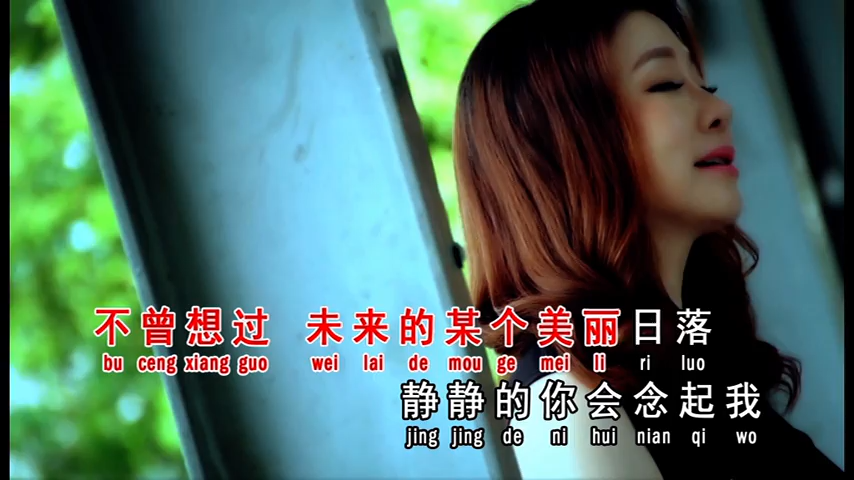 不曾想过 未来的某个美丽日落
bu ceng xiang guo wei lai de mou ge mei li ri luo
静静的你会念起我
jing jing de ni hui nian qi wo